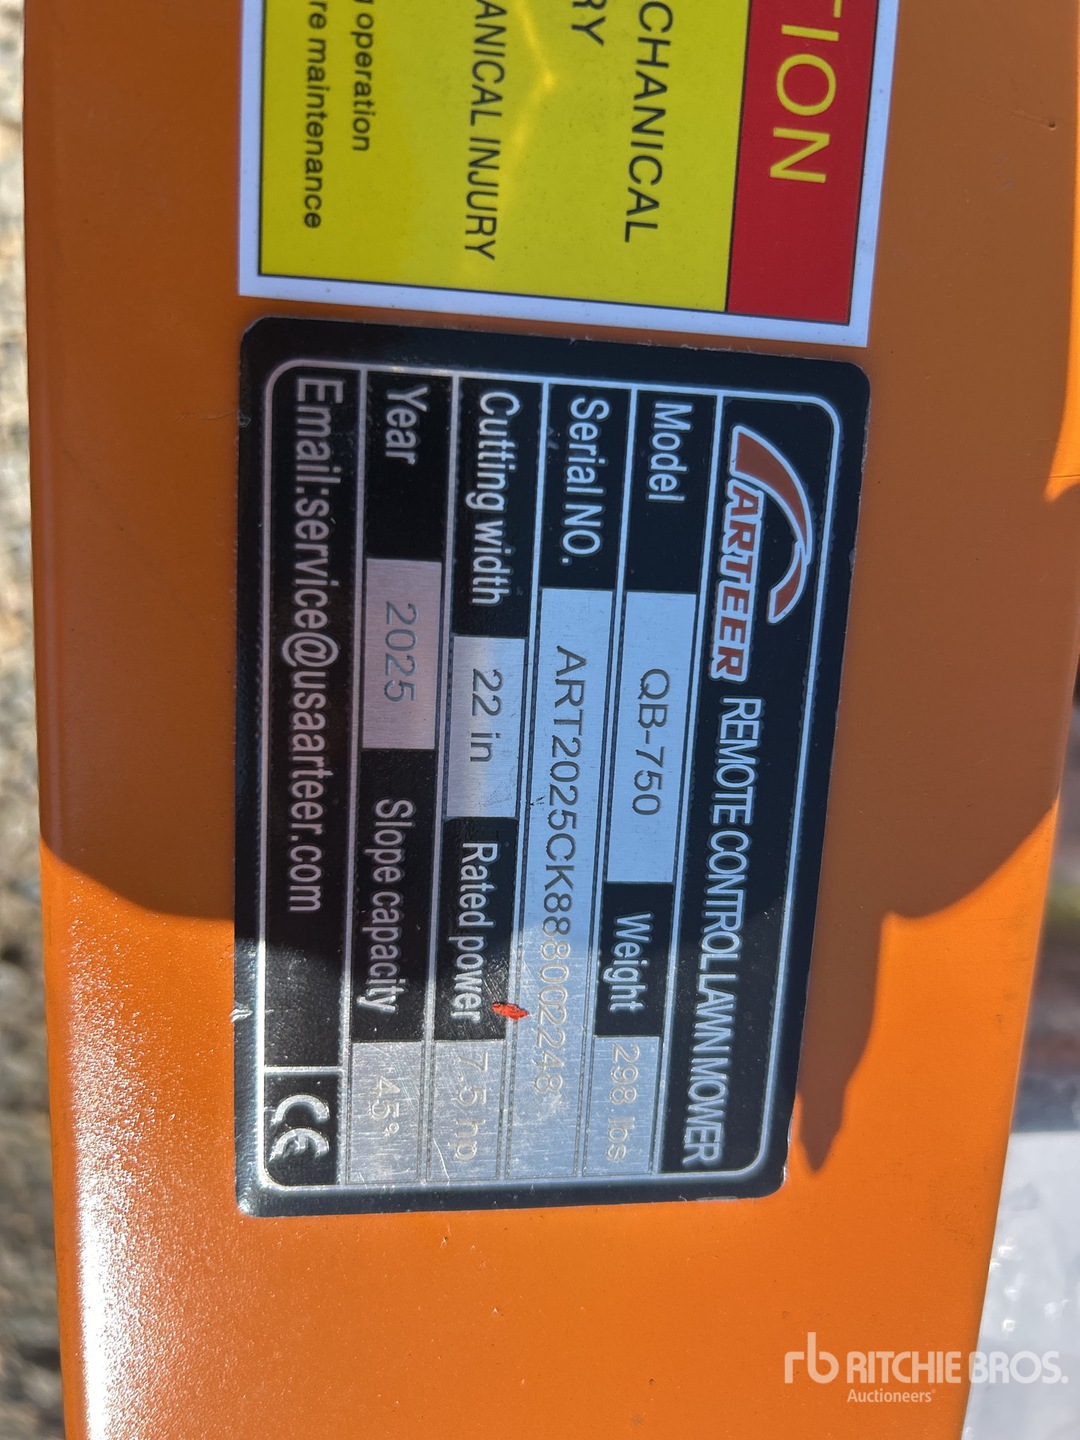 TION
CHANICAL
RY
ANICAL INJURY
g operation
re maintenance
ARTEER REMOTE CONTROL LAWN MOWER
Model QB-750 Weight 298 lbs
Serial NO. ART2025CK888002248
Cutting width 22 in Rated power 7.5 hp
Year 2025 Slope capacity 45°
Email:service@usaarteer.com CE
rb RITCHIE BROS.
Auctioneers